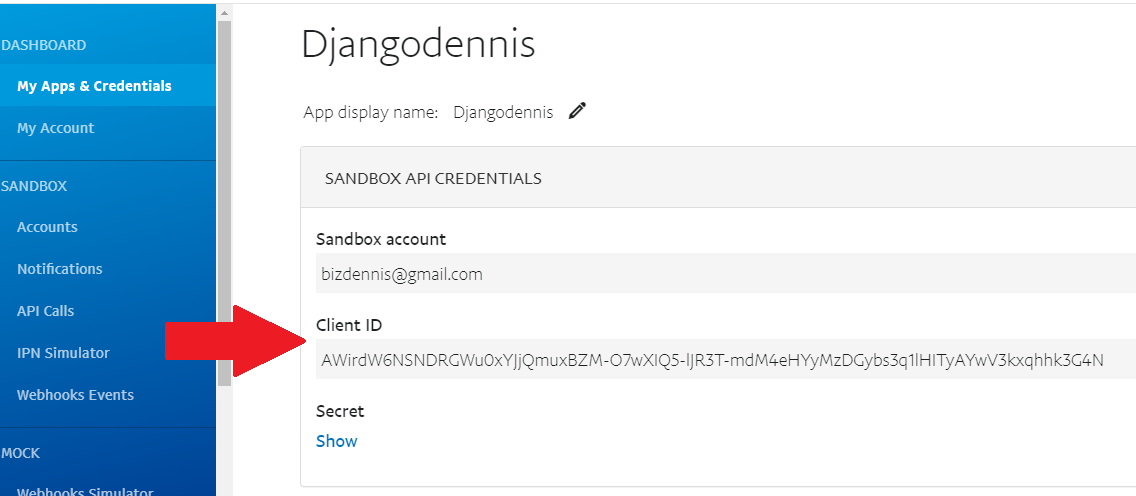 DASHBOARD
My Apps & Credentials
My Account
SANDBOX
Accounts
Notifications
API Calls
IPN Simulator
Webhooks Events
MOCK
Webhooks Simulator
Djangodennis
App display name: Djangodennis
SANDBOX API CREDENTIALS
Sandbox account
bizdennis@gmail.com
Client ID
AWirdW6NSNDRGWu0xYJjQmuxBZM-O7wXIQ5-lJR3T-mdM4eHYyMzDGybs3q1lHITyAYwV3kxqhhk3G4N
Secret
Show